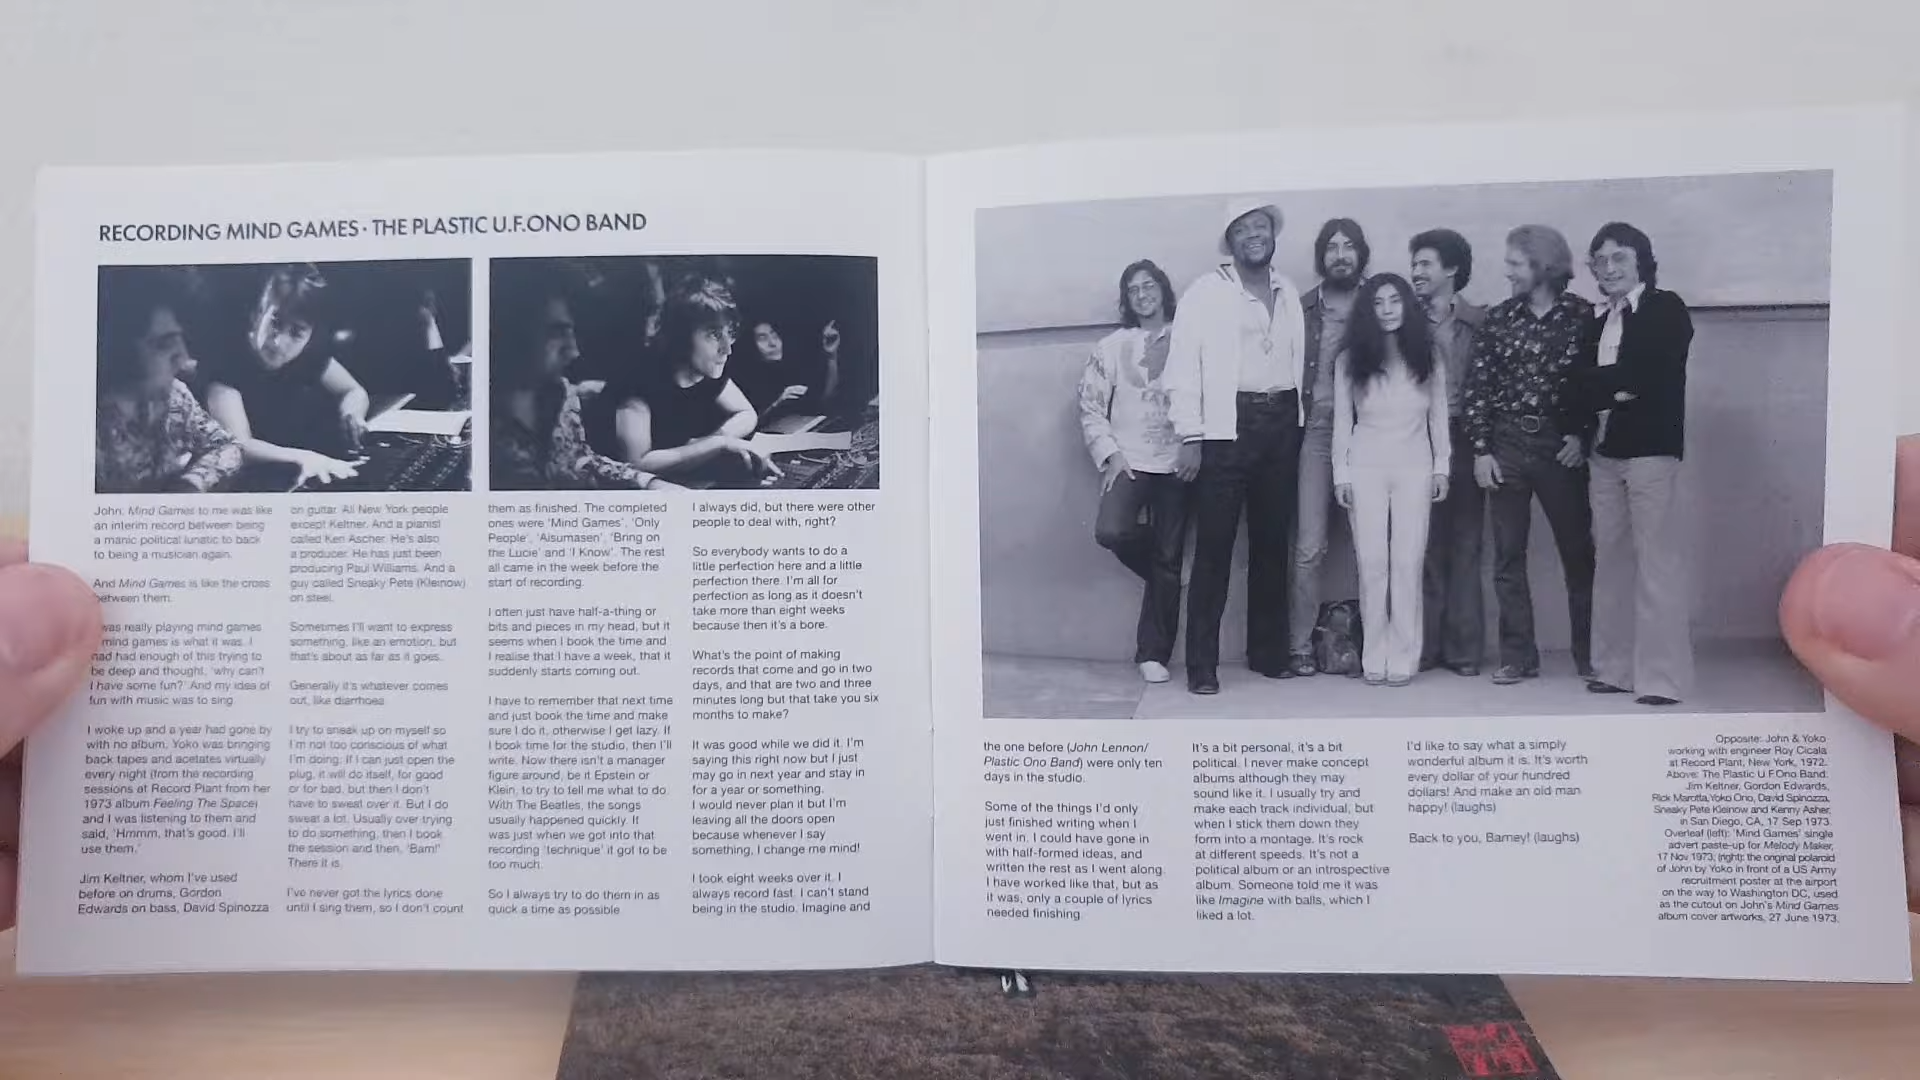 RECORDING MIND GAMES · THE PLASTIC U.F.ONO BAND
John: Mind Games to me was like
an interim record between being
a manic political lunatic to back
to being a musician again.
And Mind Games is like the cross
between them.
was really playing mind games
mind games is what it was. I
had had enough of this trying to
be deep and thought, 'why can't
I have some fun?' And my idea of
fun with music was to sing.
I woke up and a year had gone by
with no album. Yoko was bringing
back tapes and acetates virtually
every night (from the recording
sessions at Record Plant from her
1973 album Feeling The Space)
and I was listening to them and
said, 'Hmmm, that's good. I'll
use them.'
Jim Keltner, whom I've used
before on drums, Gordon
Edwards on bass, David Spinozza
on guitar. All New York people
except Keltner. And a pianist
called Ken Ascher. He's also
a producer. He has just been
producing Paul Williams. And a
guy called Sneaky Pete (Kleinow)
on steel.
Sometimes I'll want to express
something, like an emotion, but
that's about as far as it goes.
Generally it's whatever comes
out, like diarrhoea.
I try to sneak up on myself so
I'm not too conscious of what
I'm doing. If I can just open the
plug, it will do itself, for good
or for bad, but then I don't
have to sweat over it. But I do
sweat a lot. Usually over trying
to do something, then I book
the session and then, 'Bam!'
There it is.
I've never got the lyrics done
until I sing them, so I don't count
them as finished. The completed
ones were 'Mind Games', 'Only
People', 'Aisumasen', 'Bring on
the Lucie' and 'I Know'. The rest
all came in the week before the
start of recording.
I often just have half-a-thing or
bits and pieces in my head, but it
seems when I book the time and
I realise that I have a week, that it
suddenly starts coming out.
I have to remember that next time
and just book the time and make
sure I do it, otherwise I get lazy. If
I book time for the studio, then I'll
write. Now there isn't a manager
figure around, be it Epstein or
Klein, to try to tell me what to do.
With The Beatles, the songs
usually happened quickly. It
was just when we got into that
recording 'technique' it got to be
too much.
So I always try to do them in as
quick a time as possible
I always did, but there were other
people to deal with, right?
So everybody wants to do a
little perfection here and a little
perfection there. I'm all for
perfection as long as it doesn't
take more than eight weeks
because then it's a bore.
What's the point of making
records that come and go in two
days, and that are two and three
minutes long but that take you six
months to make?
It was good while we did it. I'm
saying this right now but I just
may go in next year and stay in
for a year or something.
I would never plan it but I'm
leaving all the doors open
because whenever I say
something, I change me mind!
I took eight weeks over it. I
always record fast. I can't stand
being in the studio. Imagine and
the one before (John Lennon/
Plastic Ono Band) were only ten
days in the studio.
Some of the things I'd only
just finished writing when I
went in. I could have gone in
with half-formed ideas, and
written the rest as I went along.
I have worked like that, but as
it was, only a couple of lyrics
needed finishing.
It's a bit personal, it's a bit
political. I never make concept
albums although they may
sound like it. I usually try and
make each track individual, but
when I stick them down they
form into a montage. It's rock
at different speeds. It's not a
political album or an introspective
album. Someone told me it was
like Imagine with balls, which I
liked a lot.
I'd like to say what a simply
wonderful album it is. It's worth
every dollar of your hundred
dollars! And make an old man
happy! (laughs)
Back to you, Barney! (laughs)
Opposite: John & Yoko
working with engineer Roy Cicala
at Record Plant, New York, 1972.
Above: The Plastic U.F.Ono Band:
Jim Keltner, Gordon Edwards,
Rick Marotta, Yoko Ono, David Spinozza,
Sneaky Pete Kleinow and Kenny Asher,
in San Diego, CA, 17 Sep 1973.
Overleaf (left): 'Mind Games' single
advert paste-up for Melody Maker,
17 Nov 1973; (right): the original polaroid
of John by Yoko in front of a US Army
recruitment poster at the airport
on the way to Washington DC, used
as the cutout on John's Mind Games
album cover artworks, 27 June 1973.